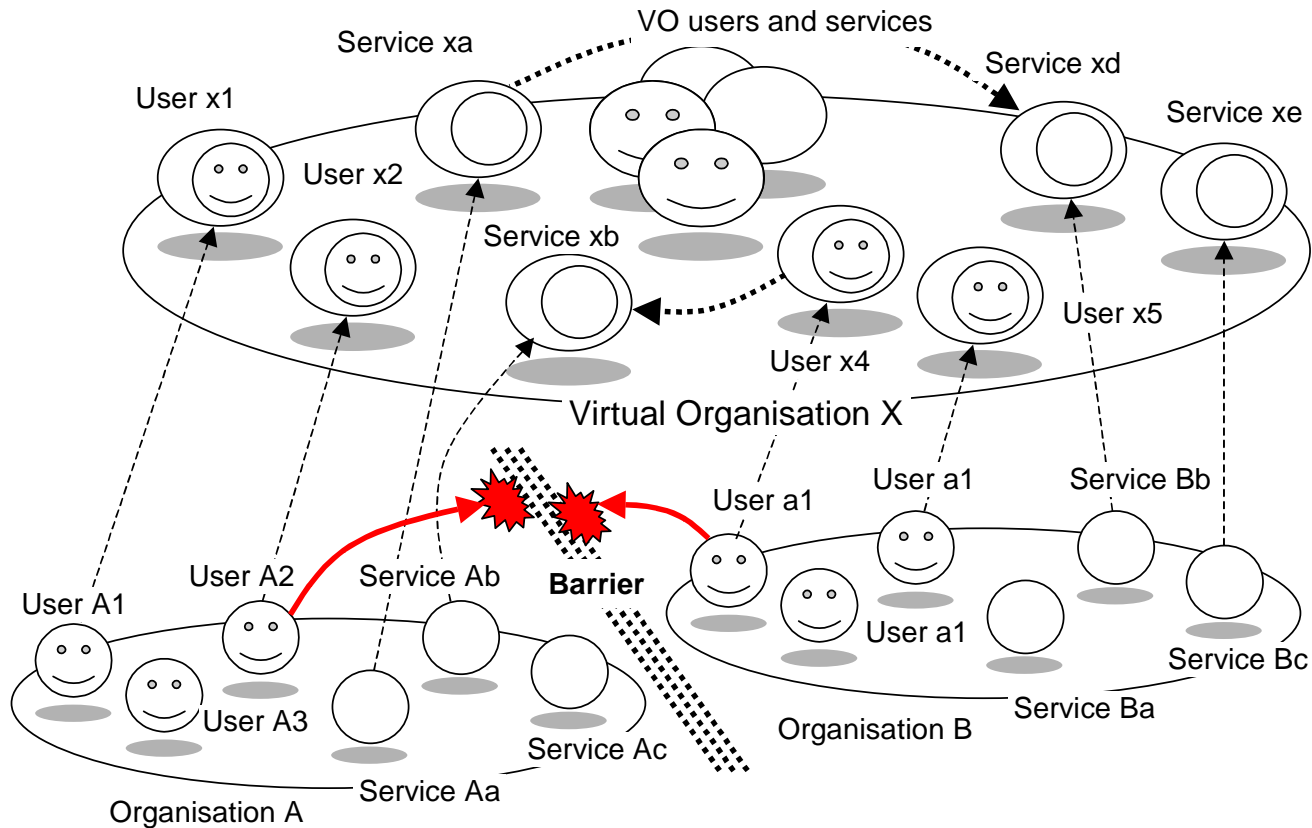 VO users and services
Service xa
Service xd
User x1
Service xe
User x2
Service xb
User x5
User x4
Virtual Organisation X
User a1
User a1
Service Bb
User A2
Service Ab
Barrier
User A1
User a1
Service Bc
User A3
Service Ba
Organisation B
Service Ac
Service Aa
Organisation A